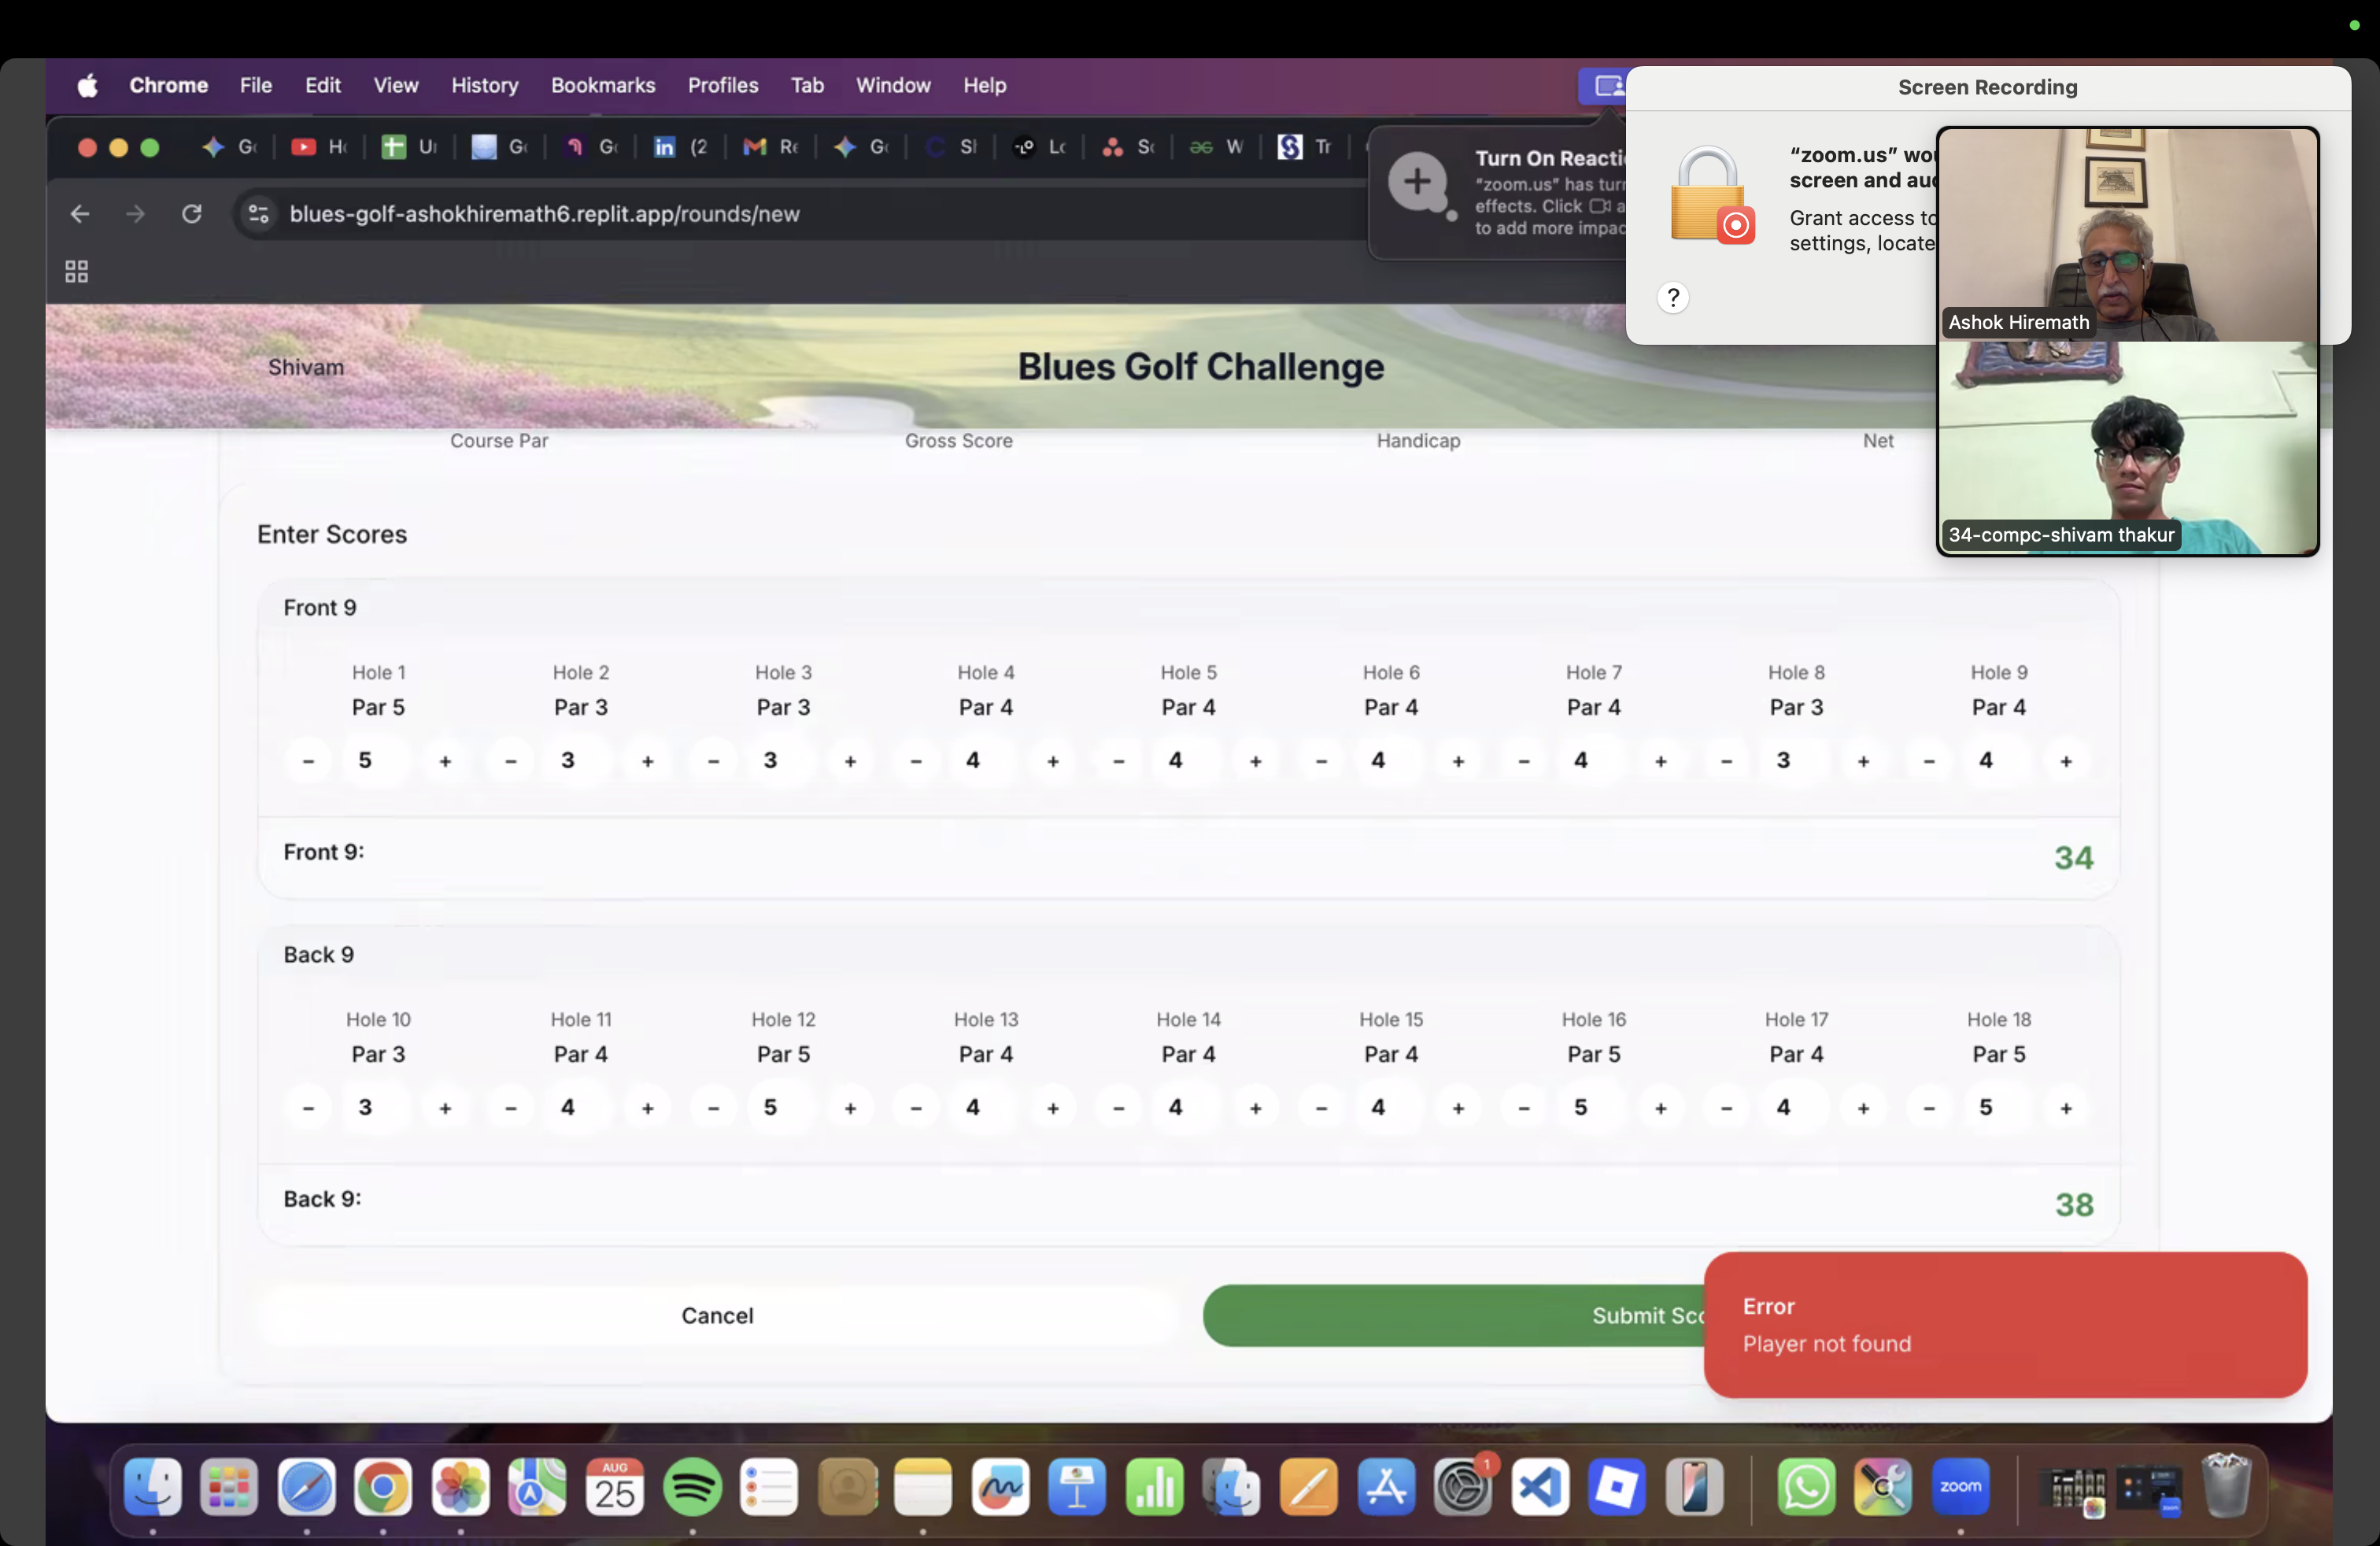 Chrome File Edit View History Bookmarks Profiles Tab Window Help
Screen Recording
"zoom.us" wou
screen and aud
Grant access to
settings, locate
?
Turn On Reacti
"zoom.us" has turn
effects. Click a
to add more impac
in (2
W
Tr
blues-golf-ashokhiremath6.replit.app/rounds/new
Ashok Hiremath
34-compc-shivam thakur
Shivam
Blues Golf Challenge
Course Par Gross Score Handicap Net
Enter Scores
Front 9
Hole 1 Hole 2 Hole 3 Hole 4 Hole 5 Hole 6 Hole 7 Hole 8 Hole 9
Par 5 Par 3 Par 3 Par 4 Par 4 Par 4 Par 4 Par 3 Par 4
- 5 + - 3 + - 3 + - 4 + - 4 + - 4 + - 4 + - 3 + - 4 +
Front 9: 34
Back 9
Hole 10 Hole 11 Hole 12 Hole 13 Hole 14 Hole 15 Hole 16 Hole 17 Hole 18
Par 3 Par 4 Par 5 Par 4 Par 4 Par 4 Par 5 Par 4 Par 5
- 3 + - 4 + - 5 + - 4 + - 4 + - 4 + - 5 + - 4 + - 5 +
Back 9: 38
Cancel
Submit Sco
Error
Player not found
AUG
25
1
zoom